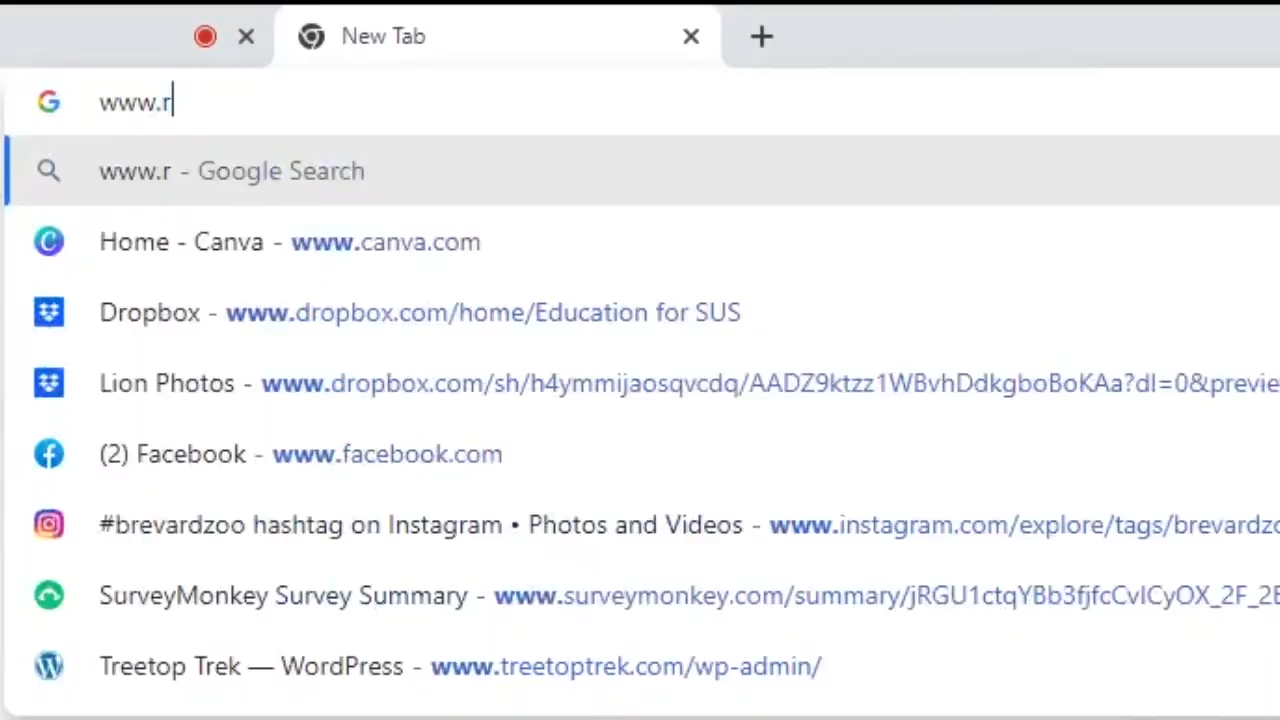 New Tab
www.r
www.r - Google Search
Home - Canva - www.canva.com
Dropbox - www.dropbox.com/home/Education for SUS
Lion Photos - www.dropbox.com/sh/h4ymmijaosqvcdq/AADZ9ktzz1WBvhDdkgboBoKAa?dl=0&previe
(2) Facebook - www.facebook.com
#brevardzoo hashtag on Instagram • Photos and Videos - www.instagram.com/explore/tags/brevardzo
SurveyMonkey Survey Summary - www.surveymonkey.com/summary/jRGU1ctqYBb3fjfcCvICyOX_2F_2B
Treetop Trek — WordPress - www.treetoptrek.com/wp-admin/